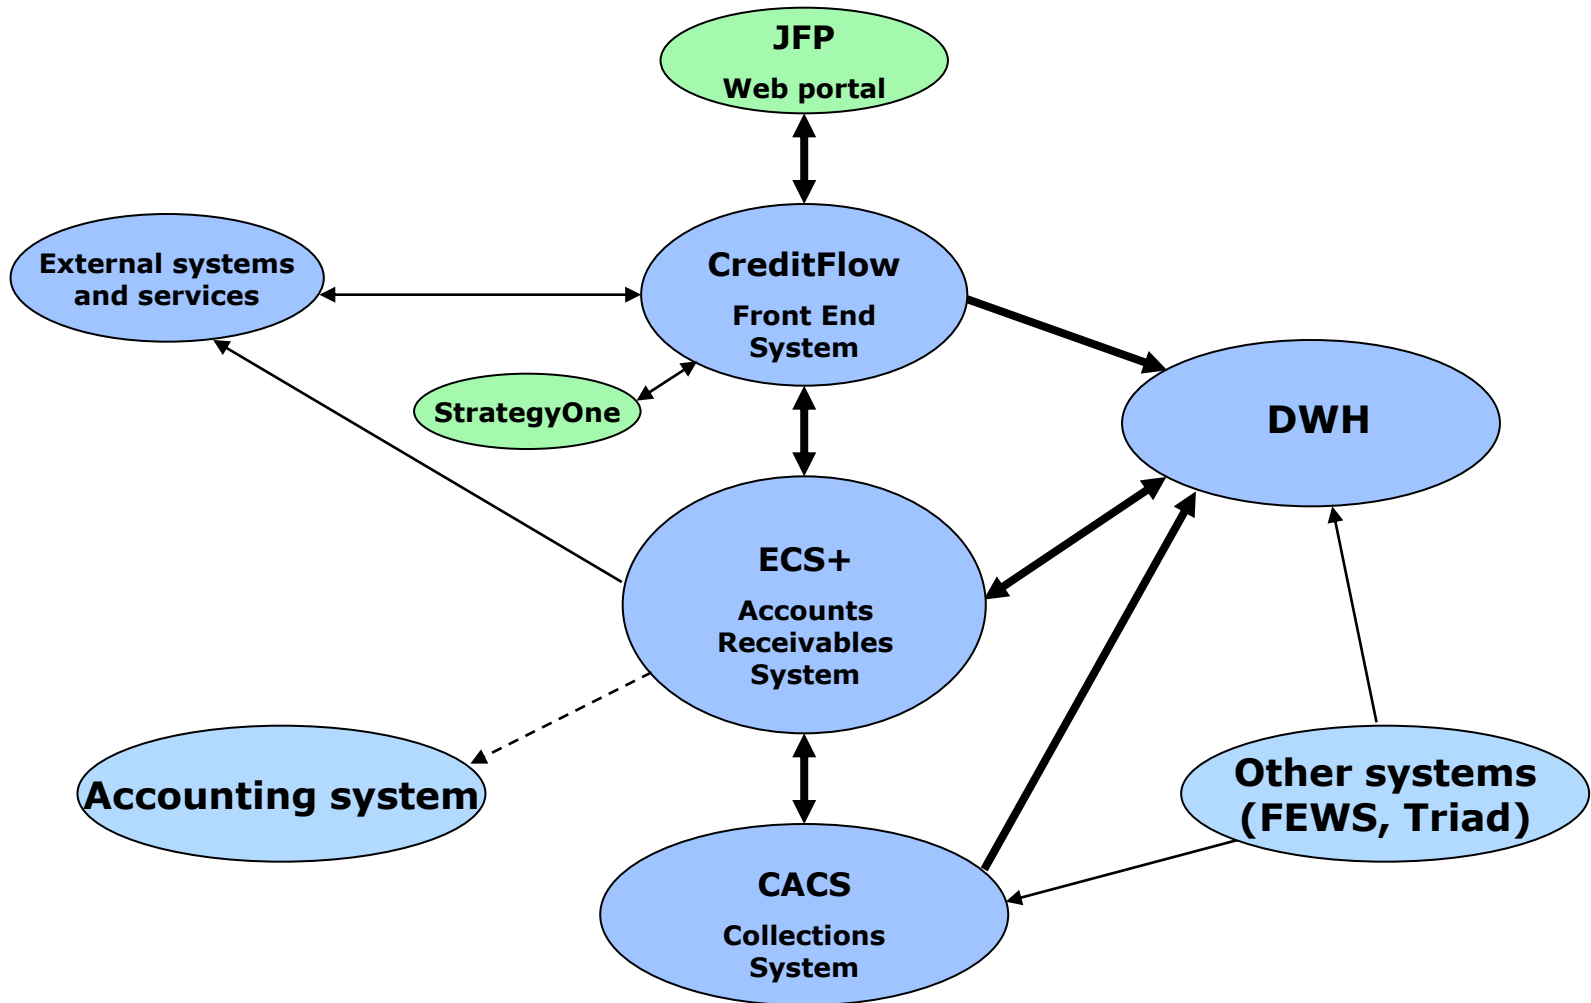 JFP
Web portal
External systems
and services
CreditFlow
Front End
System
StrategyOne
DWH
ECS+
Accounts
Receivables
System
Accounting system
Other systems
(FEWS, Triad)
CACS
Collections
System